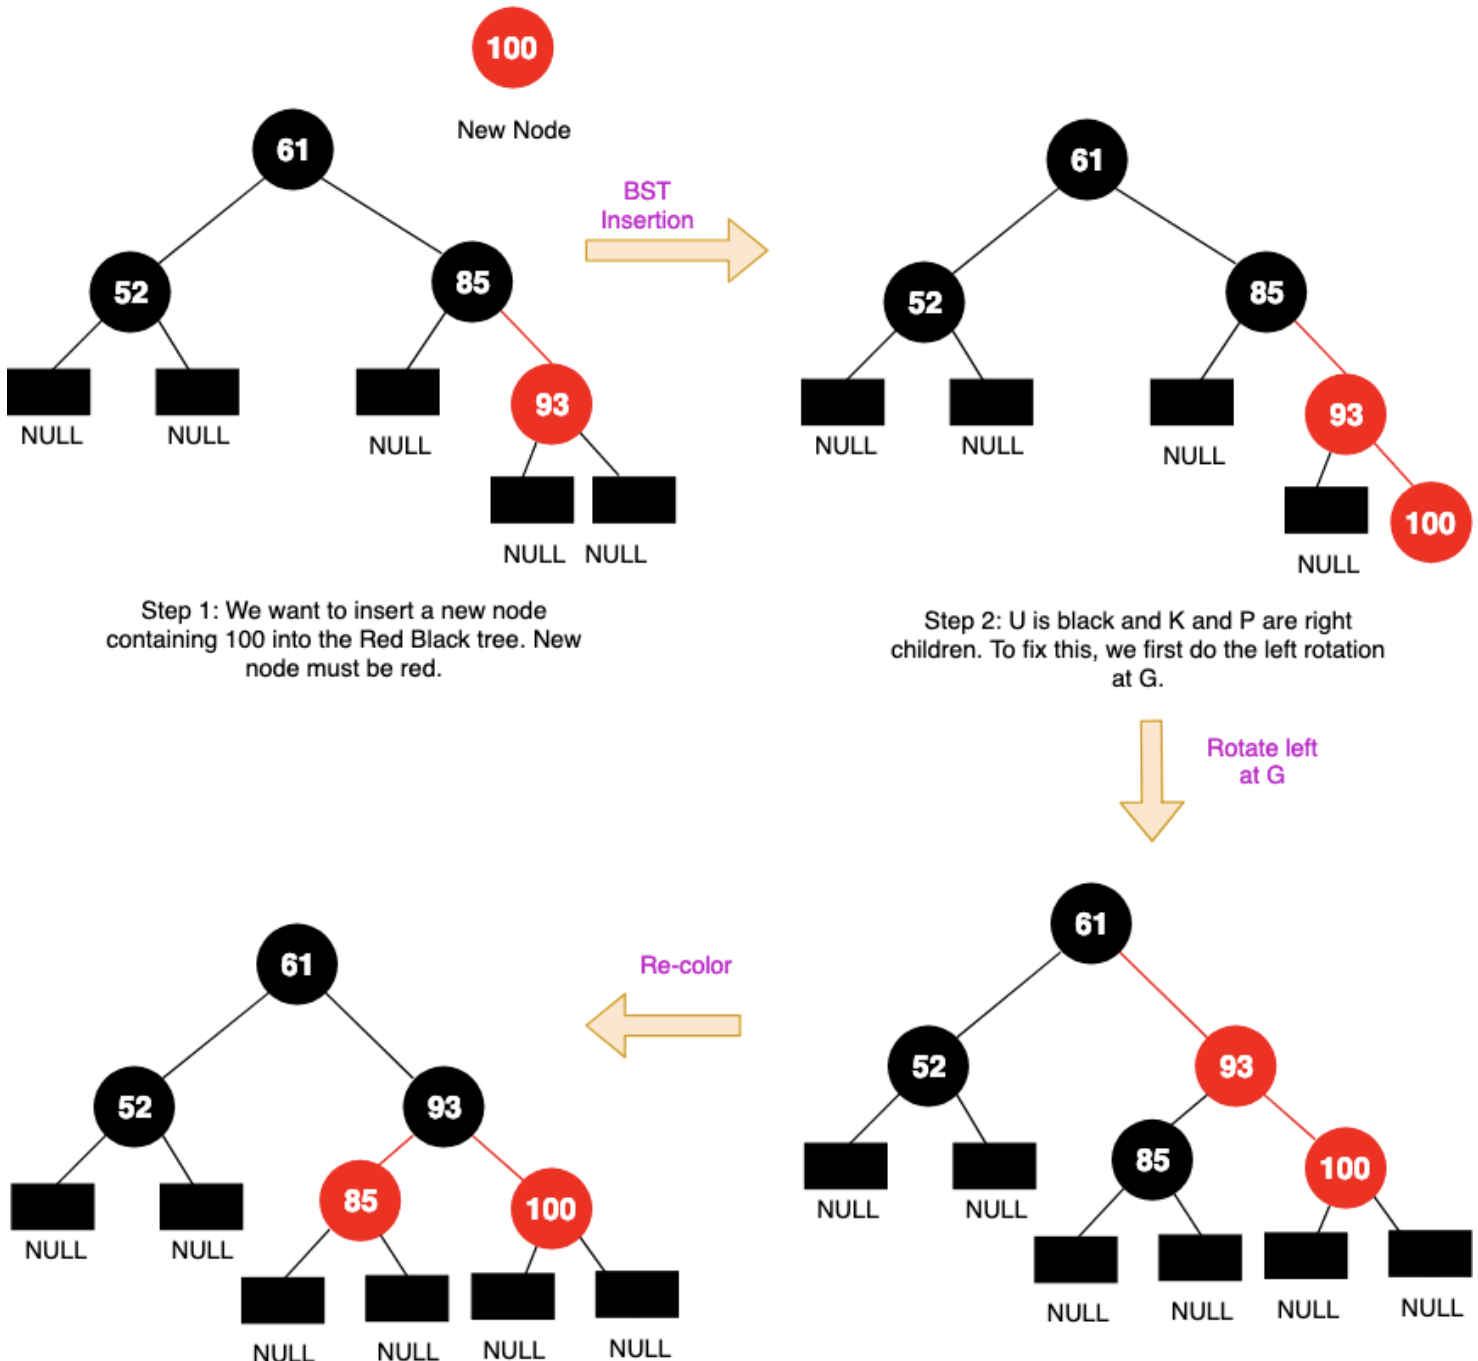 100
New Node
61
52
85
93
NULL
NULL
NULL
NULL
NULL
Step 1: We want to insert a new node
containing 100 into the Red Black tree. New
node must be red.
BST
Insertion
61
52
85
93
100
NULL
NULL
NULL
NULL
Step 2: U is black and K and P are right
children. To fix this, we first do the left rotation
at G.
Rotate left
at G
61
52
93
85
100
NULL
NULL
NULL
NULL
NULL
NULL
Re-color
61
52
93
85
100
NULL
NULL
NULL
NULL
NULL
NULL